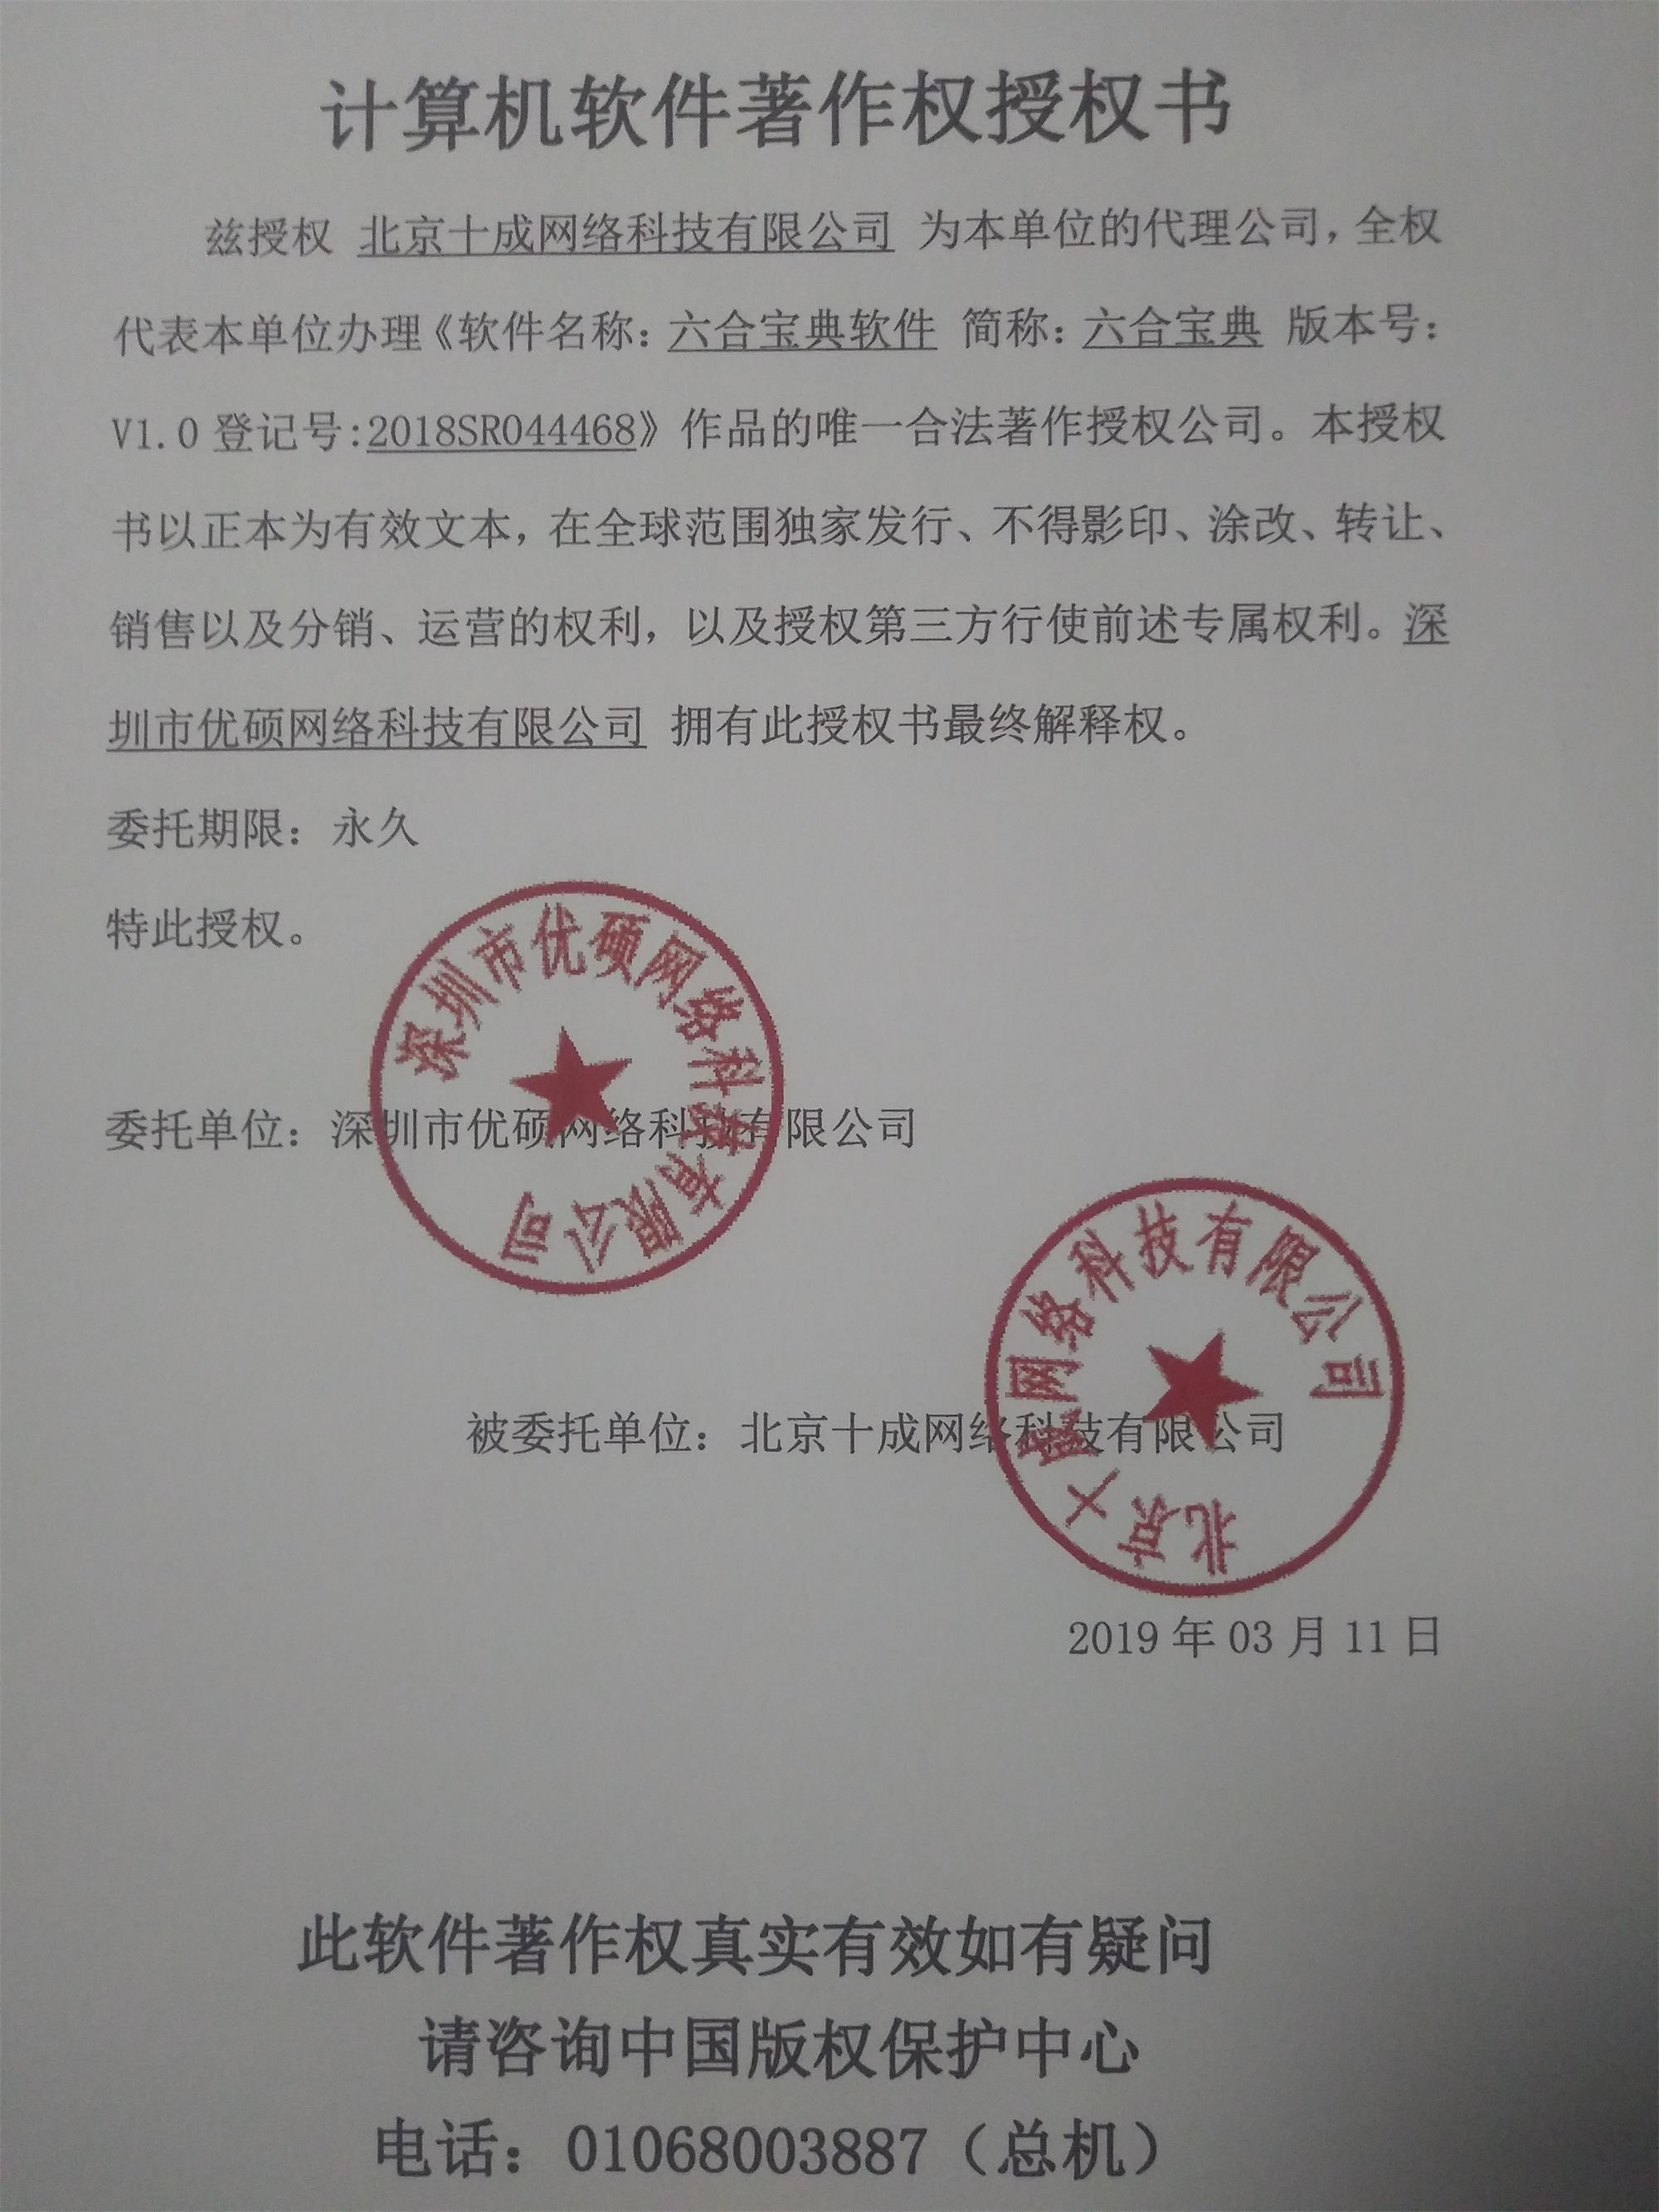 计算机软件著作权授权书
兹授权 北京十成网络科技有限公司 为本单位的代理公司，全权
代表本单位办理《软件名称：六合宝典软件 简称：六合宝典 版本号：
V1.0 登记号:2018SR044468》作品的唯一合法著作授权公司。本授权
书以正本为有效文本，在全球范围独家发行、不得影印、涂改、转让、
销售以及分销、运营的权利，以及授权第三方行使前述专属权利。深
圳市优硕网络科技有限公司 拥有此授权书最终解释权。
委托期限：永久
特此授权。
深圳市优硕网络科技有限公司
委托单位：深圳市优硕网络科技有限公司
北京十成网络科技有限公司
被委托单位：北京十成网络科技有限公司
2019 年 03 月 11 日
此软件著作权真实有效如有疑问
请咨询中国版权保护中心
电话：01068003887（总机）